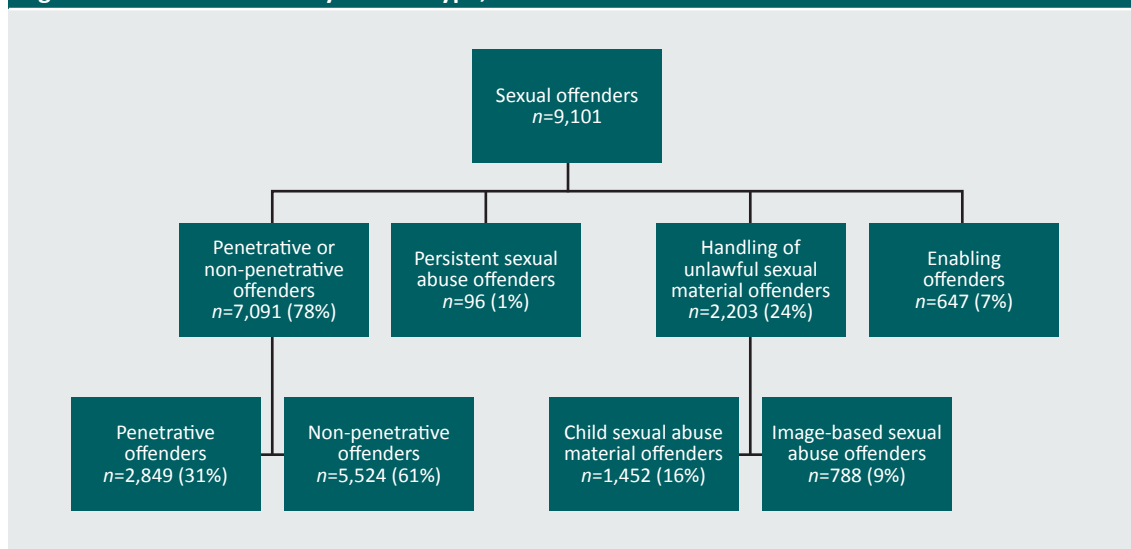 Sexual offenders
n=9,101
Penetrative or
non-penetrative
offenders
n=7,091 (78%)
Persistent sexual
abuse offenders
n=96 (1%)
Handling of
unlawful sexual
material offenders
n=2,203 (24%)
Enabling
offenders
n=647 (7%)
Penetrative
offenders
n=2,849 (31%)
Non-penetrative
offenders
n=5,524 (61%)
Child sexual abuse
material offenders
n=1,452 (16%)
Image-based sexual
abuse offenders
n=788 (9%)